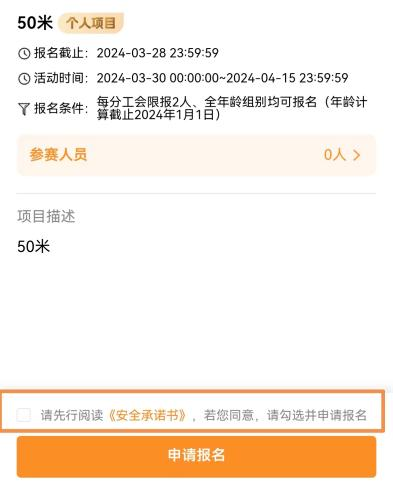 50米 个人项目
报名截止：2024-03-28 23:59:59
活动时间：2024-03-30 00:00:00~2024-04-15 23:59:59
报名条件：每分工会限报2人、全年龄组别均可报名（年龄计
算截止2024年1月1日）
参赛人员 0人
项目描述
50米
请先行阅读《安全承诺书》，若您同意，请勾选并申请报名
申请报名